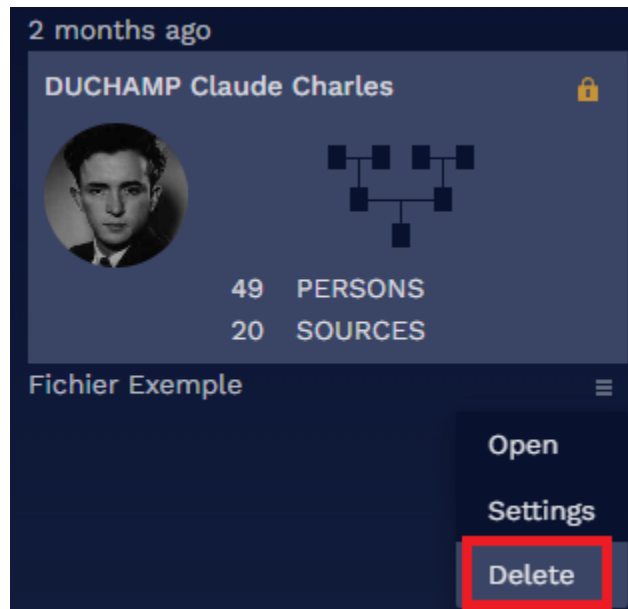 2 months ago
DUCHAMP Claude Charles
49 PERSONS
20 SOURCES
Fichier Exemple
Open
Settings
Delete